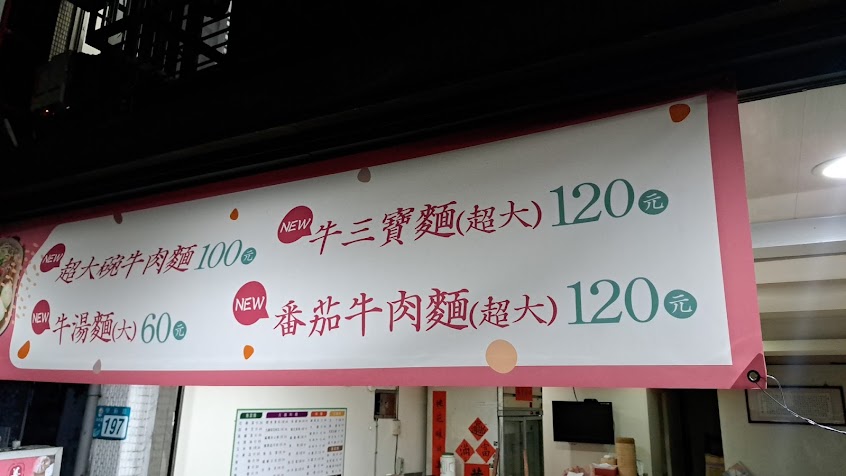 NEW 超大碗牛肉麵 100元
NEW 牛湯麵(大) 60元
NEW 牛三寶麵(超大) 120元
NEW 番茄牛肉麵(超大) 120元
197